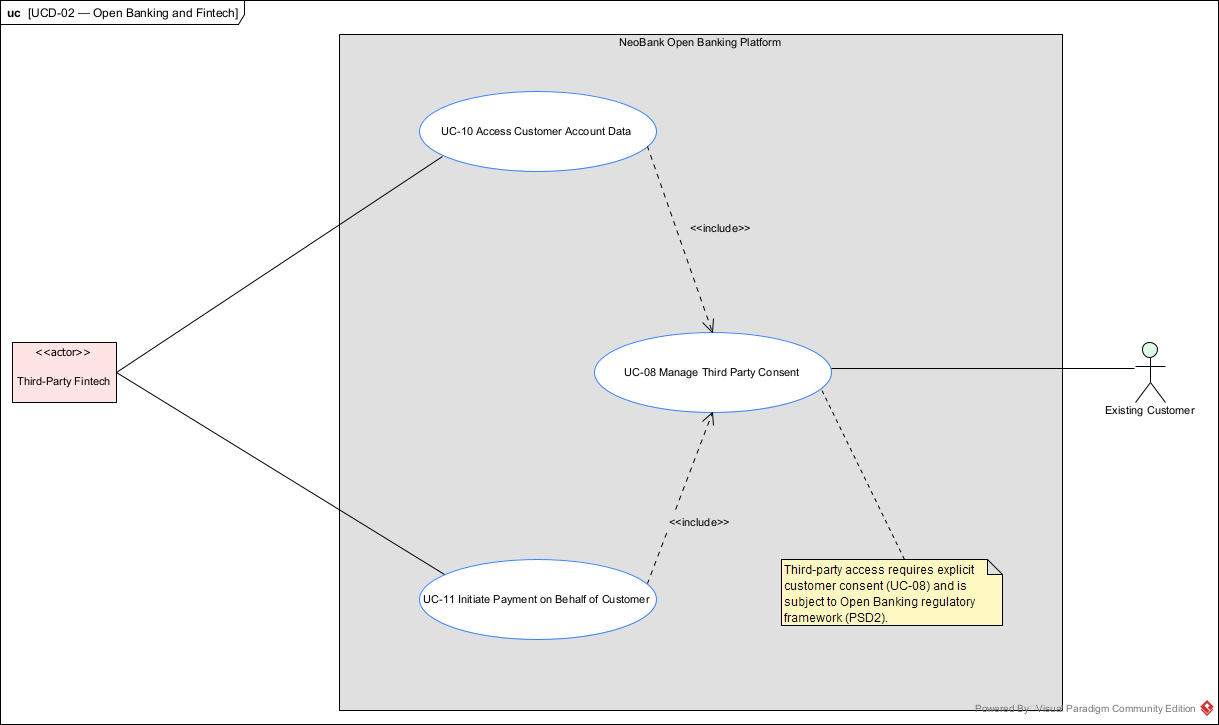 uc [UCD-02 — Open Banking and Fintech]
NeoBank Open Banking Platform
UC-10 Access Customer Account Data
<<include>>
<<actor>>
Third-Party Fintech
UC-08 Manage Third Party Consent
Existing Customer
<<include>>
UC-11 Initiate Payment on Behalf of Customer
Third-party access requires explicit
customer consent (UC-08) and is
subject to Open Banking regulatory
framework (PSD2).
Powered By Visual Paradigm Community Edition